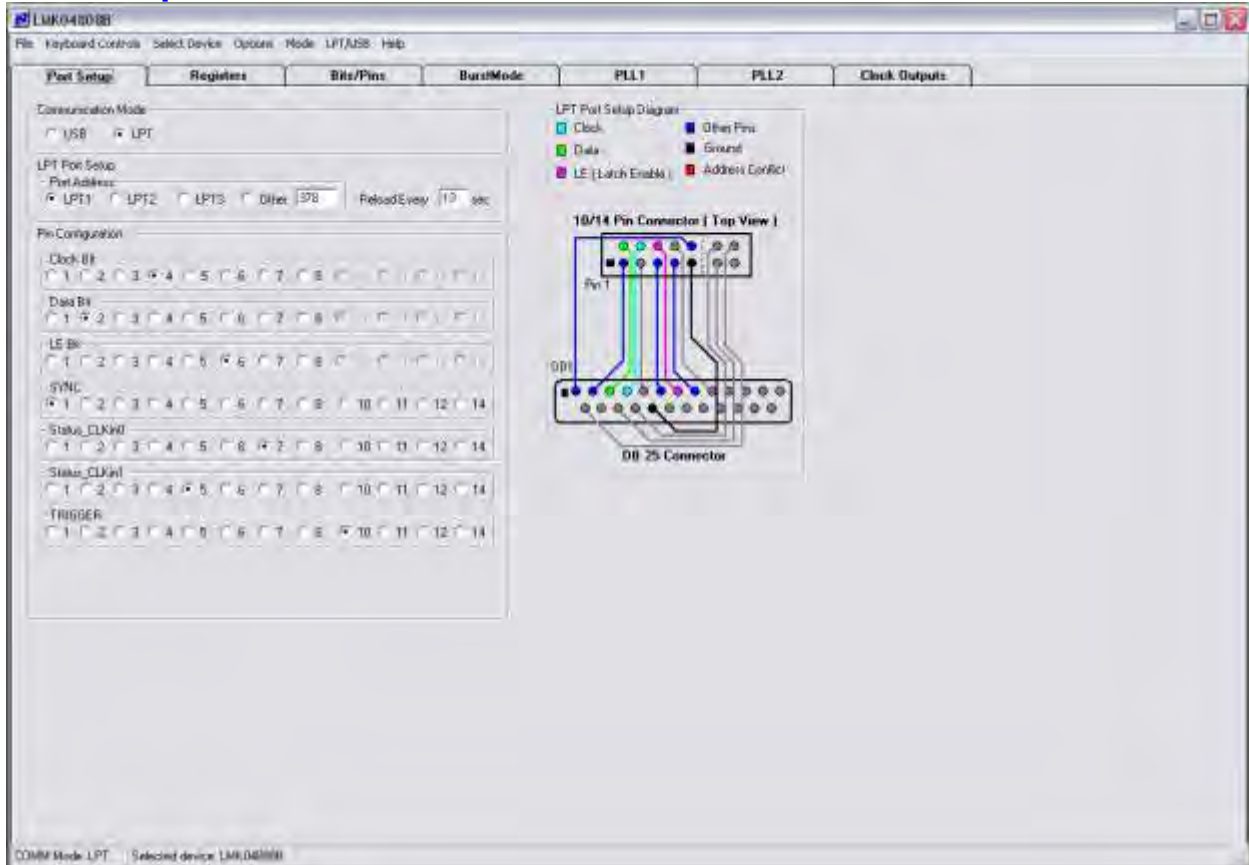 LMK04808B
File Keyboard Controls Select Device Options Mode LPT/USB Help
Port Setup Registers Bits/Pins BurstMode PLL1 PLL2 Clock Outputs
Communication Mode
USB LPT
LPT Port Setup
Port Address
LPT1 LPT2 LPT3 Other 378 Reload Every sec
Pin Configuration
Clock Bit
1 2 3 4 5 6 7 8
Data Bit
1 2 3 4 5 6 7 8
LE Bit
1 2 3 4 5 6 7 8
SYNC
1 2 3 4 5 6 7 8 10 11 12 14
Status_CLKin0
1 2 3 4 5 6 7 8 10 11 12 14
Status_CLKin1
1 2 3 4 5 6 7 8 10 11 12 14
TRIGGER
1 2 3 4 5 6 7 8 10 11 12 14
LPT Port Setup Diagram
Clock Other Pins
Data Ground
LE (Latch Enable) Address Conflict
10/14 Pin Connector ( Top View )
Pin 1
DB 25 Connector
COMM Mode: LPT Selected device: LMK04808B